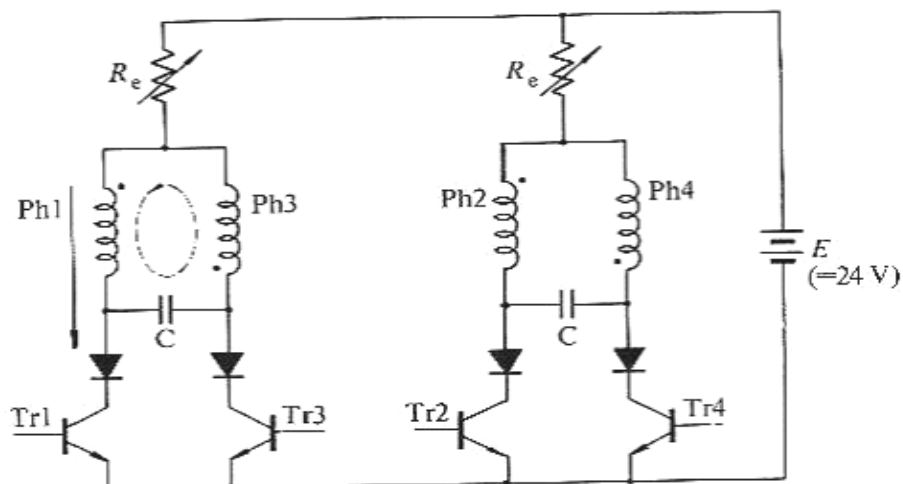 Re
Re
Ph1
Ph3
Ph2
Ph4
E
(=24 V)
C
C
Tr1
Tr3
Tr2
Tr4